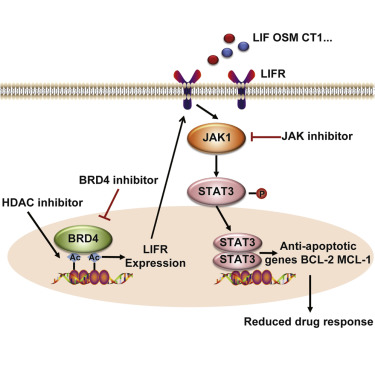 LIF OSM CT1...
LIFR
JAK1
JAK inhibitor
BRD4 inhibitor
STAT3
P
HDAC inhibitor
BRD4
Ac
Ac
LIFR
Expression
STAT3
STAT3
Anti-apoptotic
genes BCL-2 MCL-1
Reduced drug response